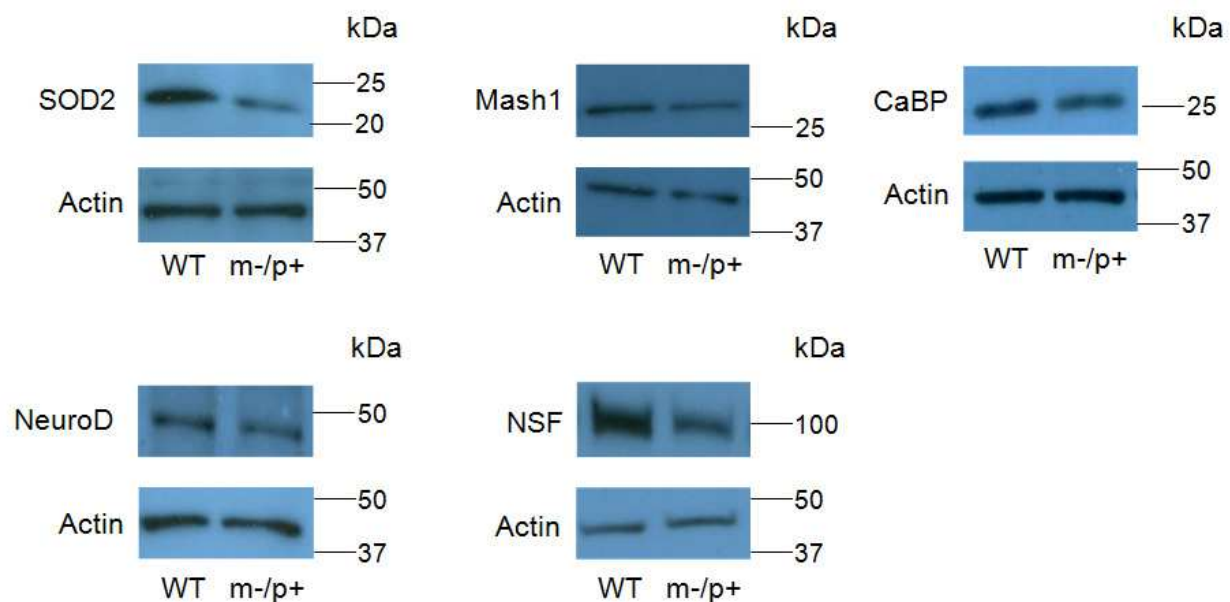 kDa kDa kDa
SOD2 25 20
Mash1 25
CaBP 25
Actin 50 37
Actin 50 37
Actin 50 37
WT m-/p+ WT m-/p+ WT m-/p+
kDa kDa
NeuroD 50
NSF 100
Actin 50 37
Actin 50 37
WT m-/p+ WT m-/p+